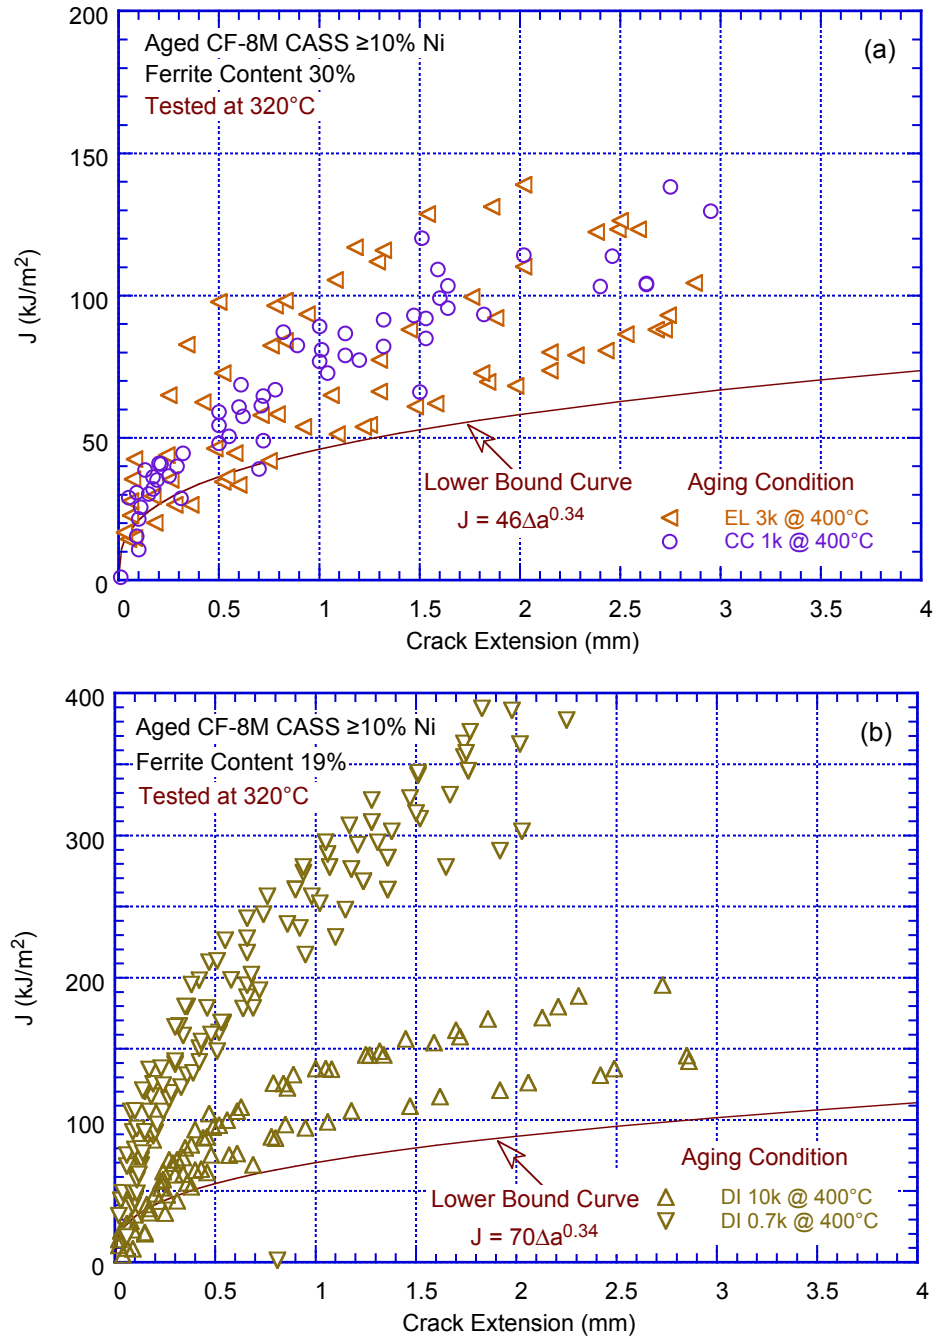 200
Aged CF-8M CASS ≥10% Ni
(a)
Ferrite Content 30%
Tested at 320°C
150
J (kJ/m²)
100
50
Lower Bound Curve
Aging Condition
J = 46Δa^0.34
EL 3k @ 400°C
CC 1k @ 400°C
0
0 0.5 1 1.5 2 2.5 3 3.5 4
Crack Extension (mm)
400
Aged CF-8M CASS ≥10% Ni
(b)
Ferrite Content 19%
Tested at 320°C
300
J (kJ/m²)
200
100
Aging Condition
Lower Bound Curve
DI 10k @ 400°C
J = 70Δa^0.34
DI 0.7k @ 400°C
0
0 0.5 1 1.5 2 2.5 3 3.5 4
Crack Extension (mm)